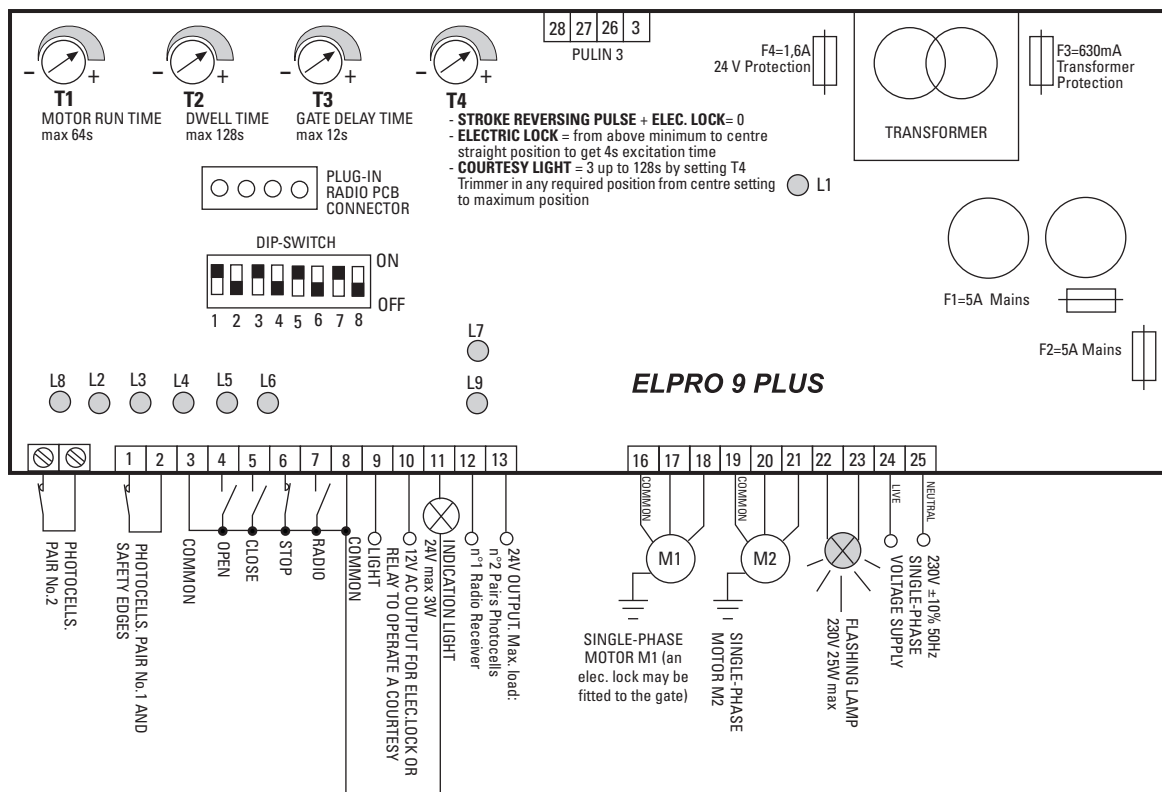 28 27 26 3
PULIN 3
F4=1,6A
24 V Protection
F3=630mA
Transformer
Protection
TRANSFORMER
- +
T1
MOTOR RUN TIME
max 64s
- +
T2
DWELL TIME
max 128s
- +
T3
GATE DELAY TIME
max 12s
- +
T4
- STROKE REVERSING PULSE + ELEC. LOCK= 0
- ELECTRIC LOCK = from above minimum to centre
straight position to get 4s excitation time
- COURTESY LIGHT = 3 up to 128s by setting T4
Trimmer in any required position from centre setting
to maximum position
L1
PLUG-IN
RADIO PCB
CONNECTOR
DIP-SWITCH
ON
OFF
1 2 3 4 5 6 7 8
F1=5A Mains
F2=5A Mains
L7
L9
L8 L2 L3 L4 L5 L6
ELPRO 9 PLUS
1 2 3 4 5 6 7 8 9 10 11 12 13
16 17 18 19 20 21 22 23 24 25
PHOTOCELLS.
PAIR No.2
PHOTOCELLS. PAIR No.1 AND
SAFETY EDGES
COMMON
OPEN
CLOSE
STOP
RADIO
COMMON
LIGHT
12V AC OUTPUT FOR ELEC.LOCK OR
RELAY TO OPERATE A COURTESY
INDICATION LIGHT
24V max 3W
24V OUTPUT. Max. load:
n°2 Pairs Photocells
n°1 Radio Receiver
COMMON
M1
SINGLE-PHASE
MOTOR M1 (an
elec. lock may be
fitted to the gate)
COMMON
M2
SINGLE-PHASE
MOTOR M2
FLASHING LAMP
230V 25W max
LIVE
NEUTRAL
230V ±10% 50Hz
SINGLE-PHASE
VOLTAGE SUPPLY